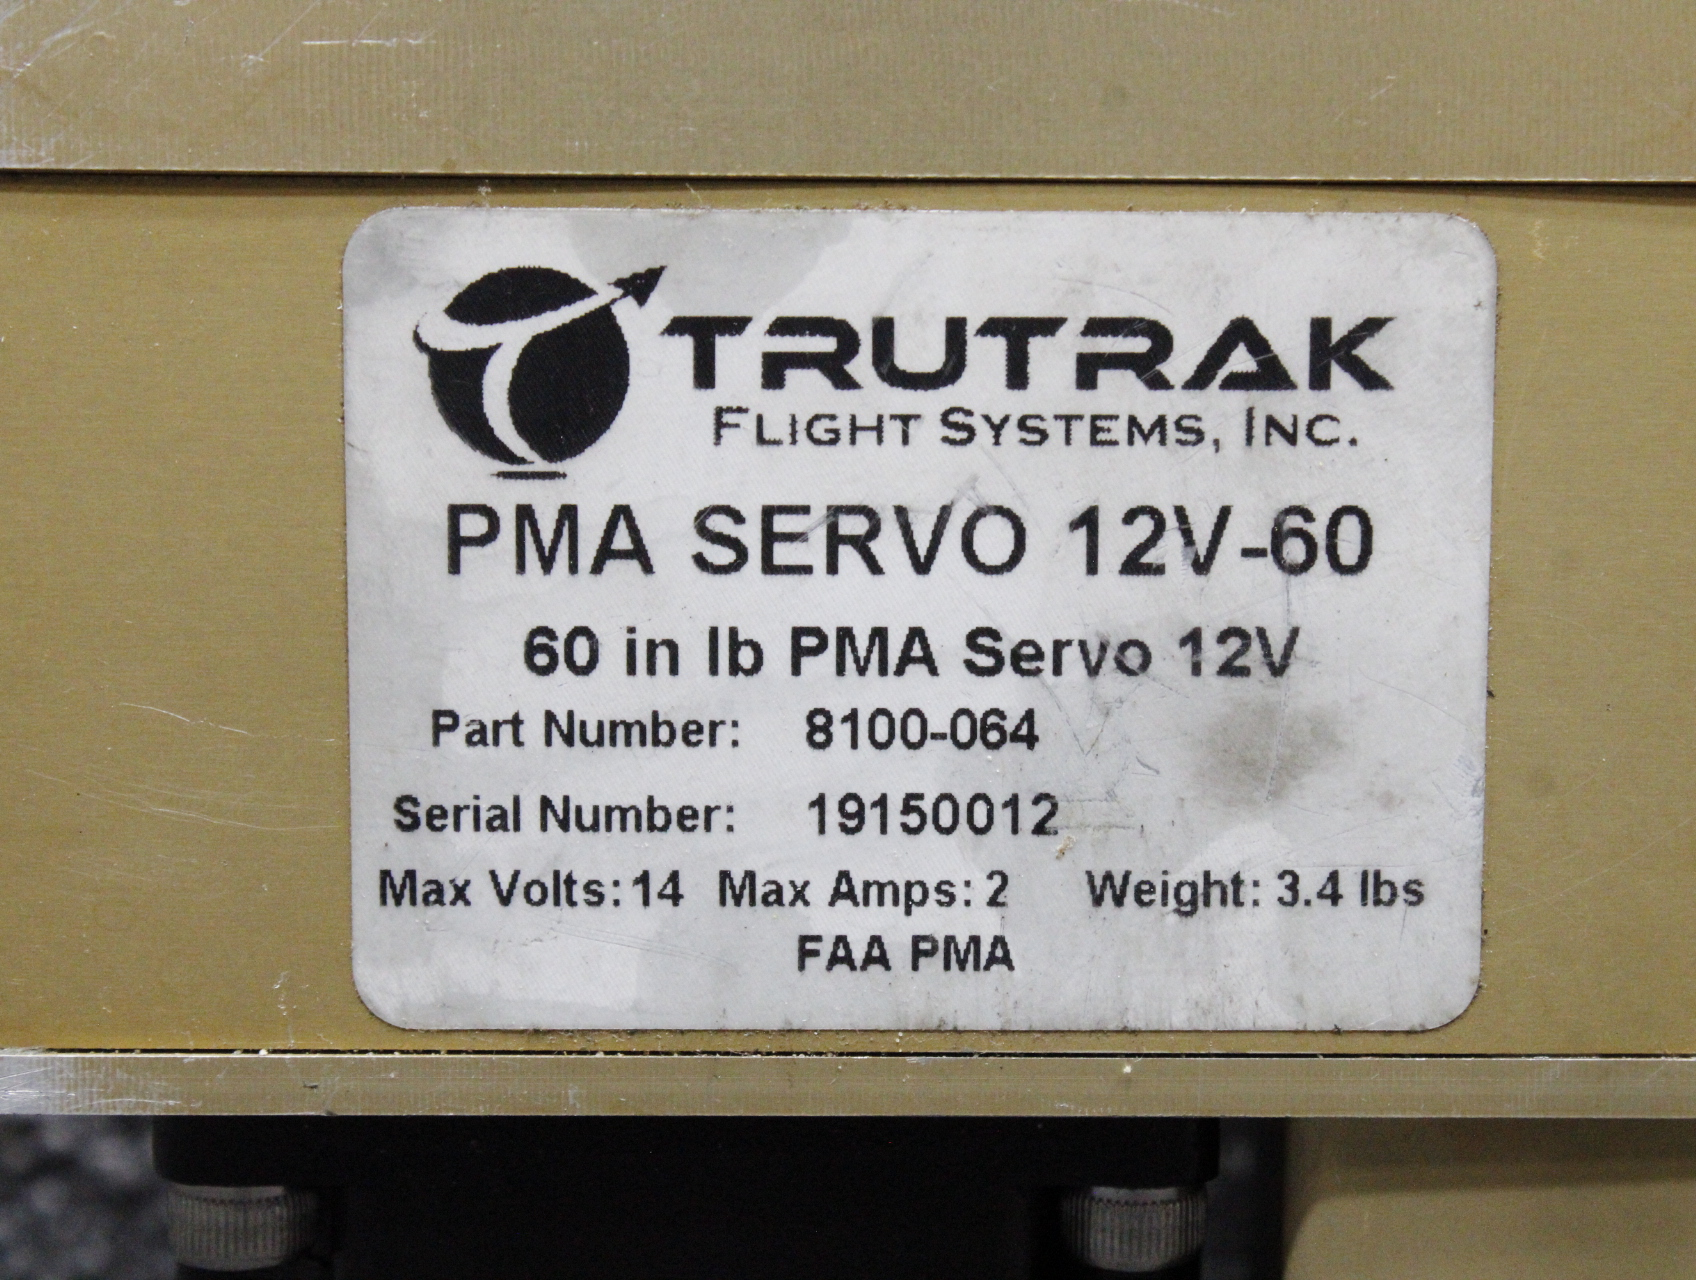 TRUTRAK
FLIGHT SYSTEMS, INC.
PMA SERVO 12V-60
60 in lb PMA Servo 12V
Part Number: 8100-064
Serial Number: 19150012
Max Volts: 14 Max Amps: 2 Weight: 3.4 lbs
FAA PMA